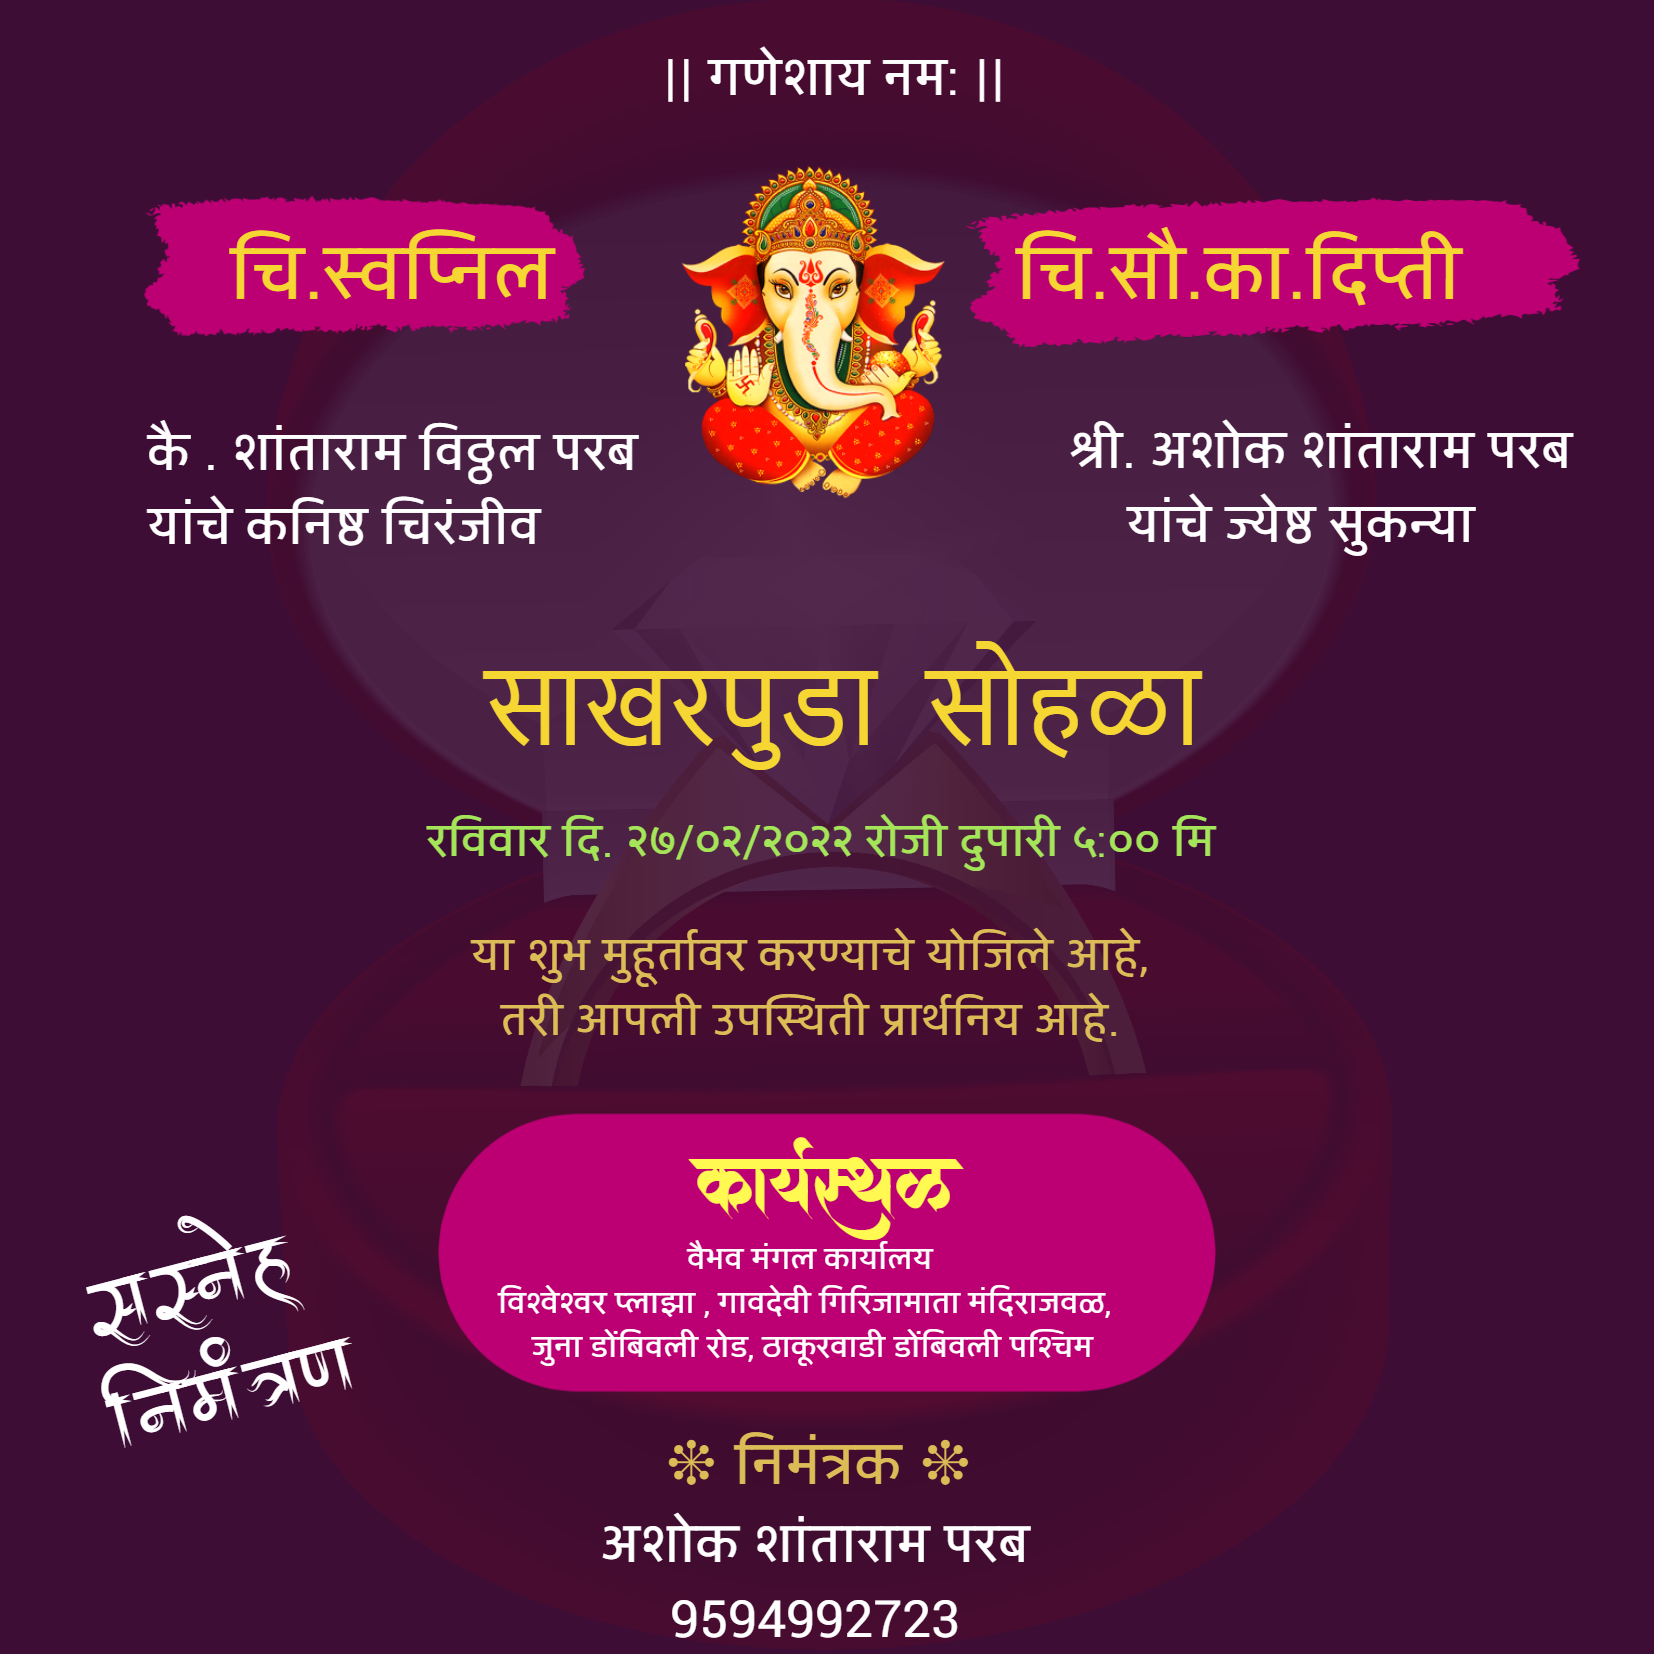 || गणेशाय नम: ||
चि.स्वप्निल
चि.सौ.का.दिप्ती
कै . शांताराम विठ्ठल परब
यांचे कनिष्ठ चिरंजीव
श्री. अशोक शांताराम परब
यांचे ज्येष्ठ सुकन्या
साखरपुडा सोहळा
रविवार दि. २७/०२/२०२२ रोजी दुपारी ५:०० मि
या शुभ मुहूर्तावर करण्याचे योजिले आहे,
तरी आपली उपस्थिती प्रार्थनिय आहे.
कार्यस्थळ
वैभव मंगल कार्यालय
विश्वेश्वर प्लाझा , गावदेवी गिरिजामाता मंदिराजवळ,
जुना डोंबिवली रोड, ठाकूरवाडी डोंबिवली पश्चिम
सस्नेह
निमंत्रण
❉ निमंत्रक ❉
अशोक शांताराम परब
9594992723